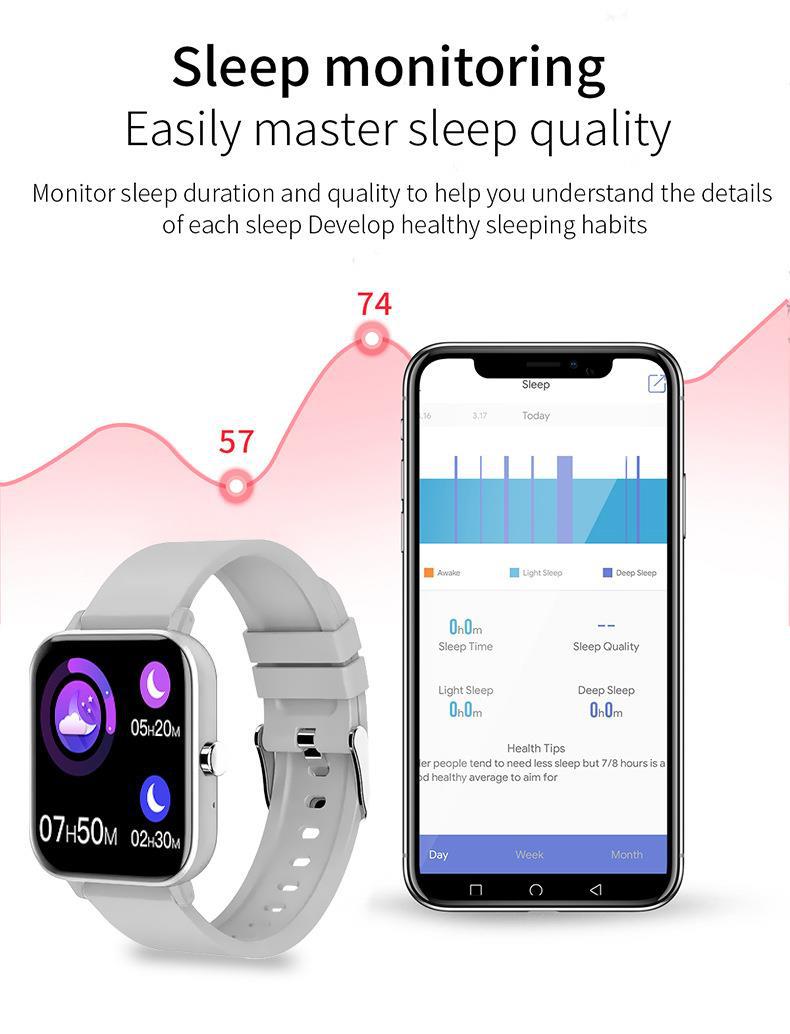 Sleep monitoring
Easily master sleep quality
Monitor sleep duration and quality to help you understand the details
of each sleep Develop healthy sleeping habits
74
57
Sleep
.16 3.17 Today
Awake Light Sleep Deep Sleep
0h0m --
Sleep Time Sleep Quality
Light Sleep Deep Sleep
0h0m 0h0m
Health Tips
der people tend to need less sleep but 7/8 hours is a
od healthy average to aim for
Day Week Month
05H20M
07H50M 02H30M